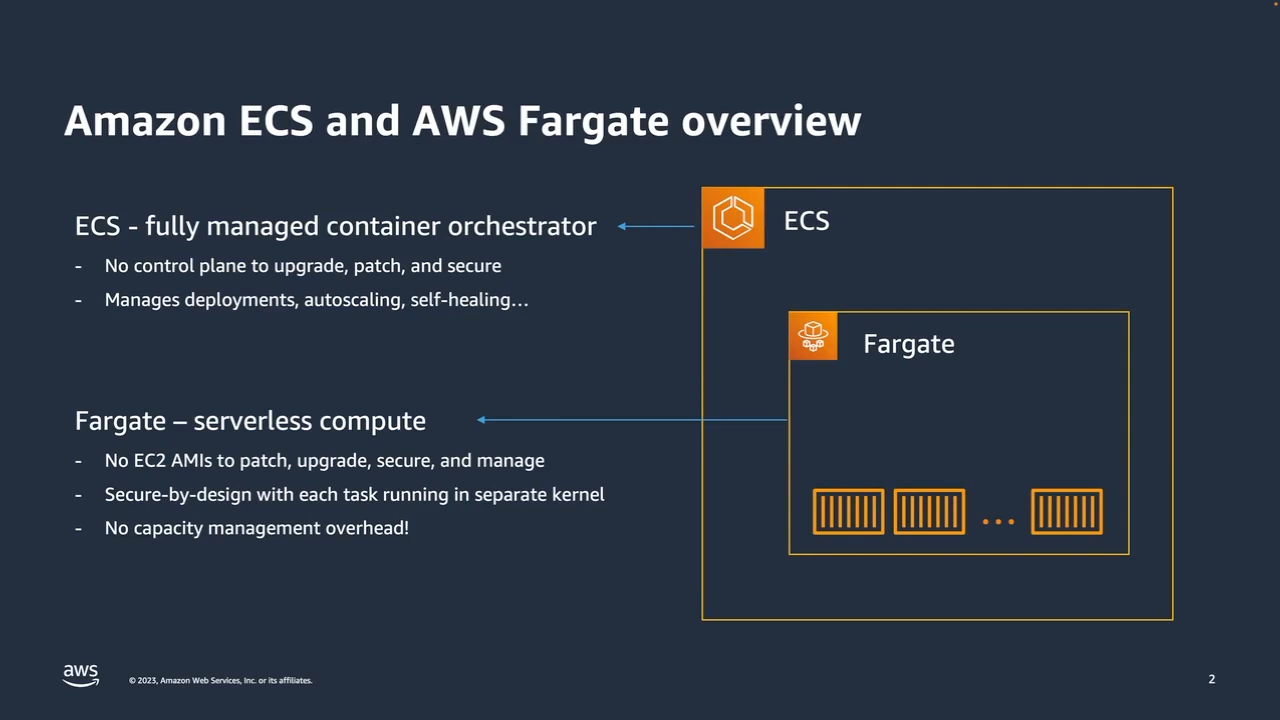 Amazon ECS and AWS Fargate overview
ECS - fully managed container orchestrator
- No control plane to upgrade, patch, and secure
- Manages deployments, autoscaling, self-healing…
Fargate – serverless compute
- No EC2 AMIs to patch, upgrade, secure, and manage
- Secure-by-design with each task running in separate kernel
- No capacity management overhead!
ECS
Fargate
aws
© 2023, Amazon Web Services, Inc. or its affiliates.
2